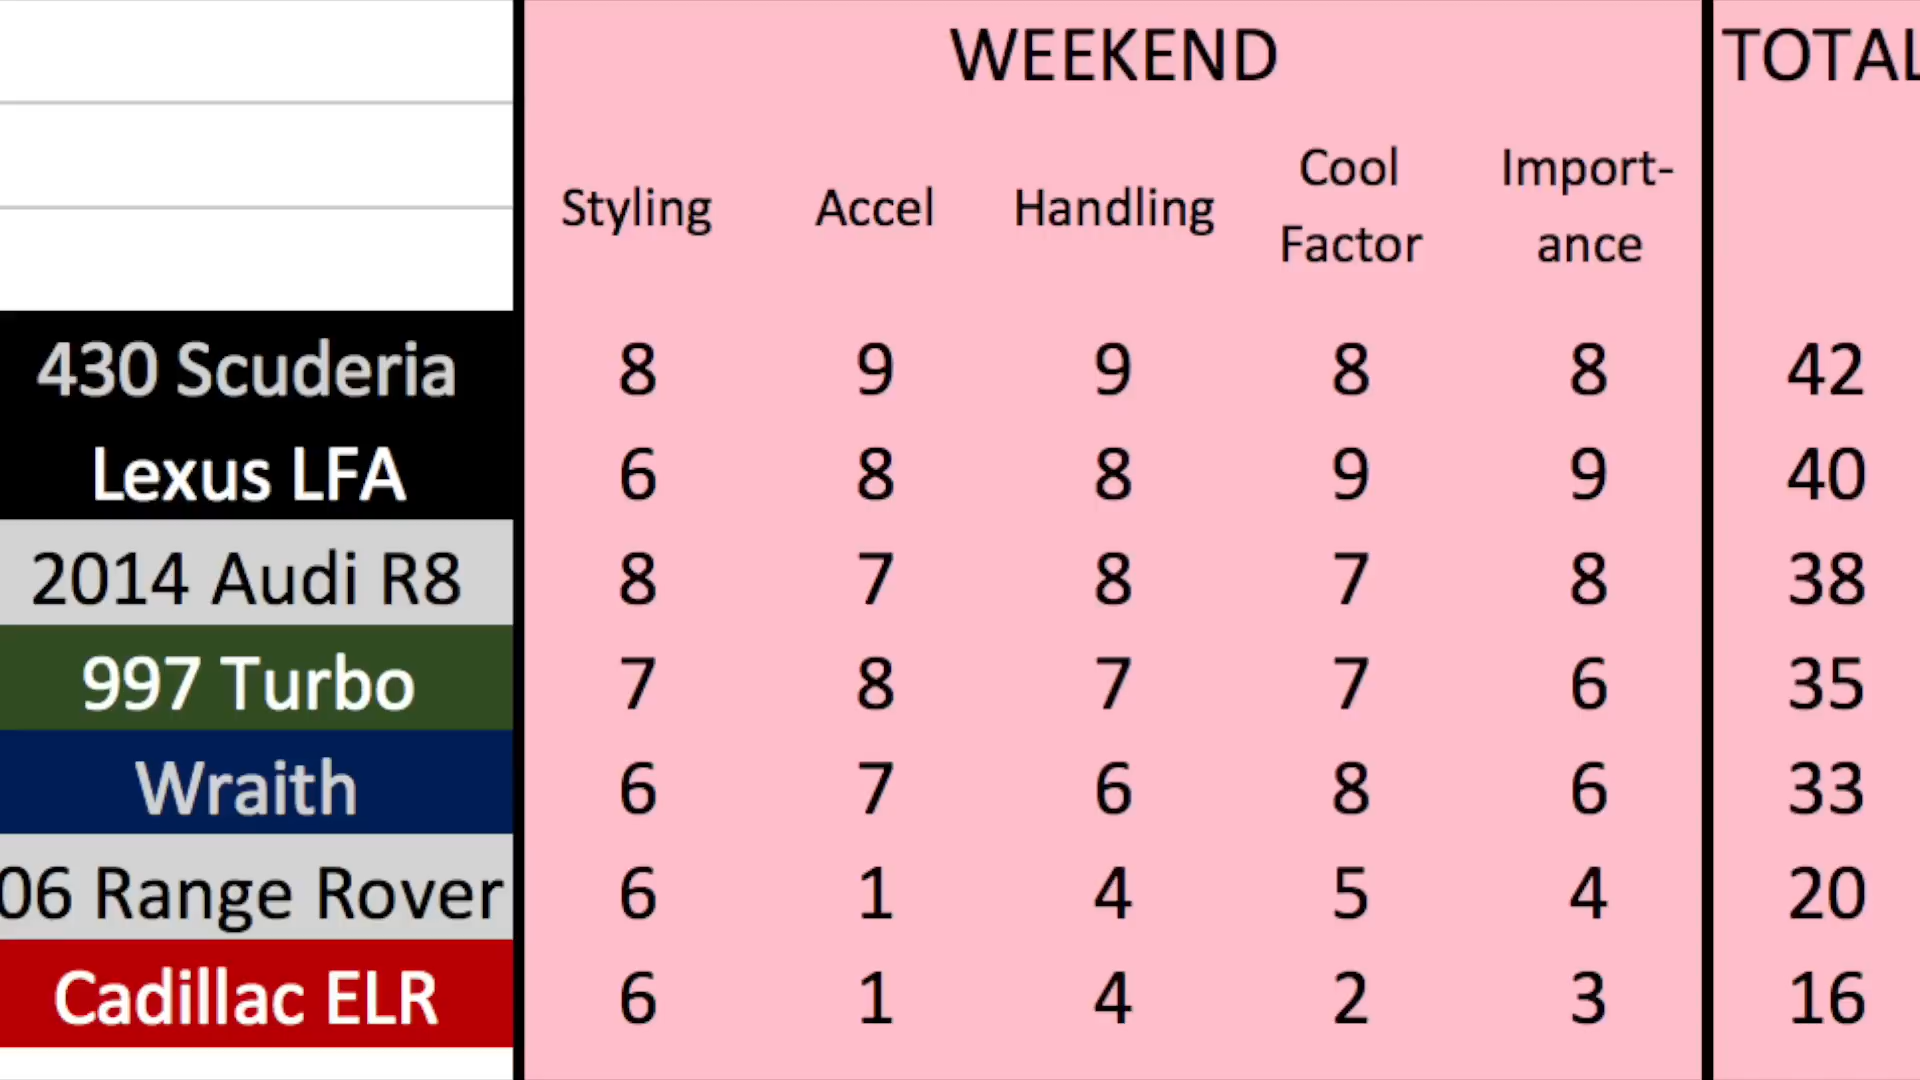 WEEKEND TOTAL
Styling Accel Handling Cool Factor Import-ance
430 Scuderia 8 9 9 8 8 42
Lexus LFA 6 8 8 9 9 40
2014 Audi R8 8 7 8 7 8 38
997 Turbo 7 8 7 7 6 35
Wraith 6 7 6 8 6 33
06 Range Rover 6 1 4 5 4 20
Cadillac ELR 6 1 4 2 3 16